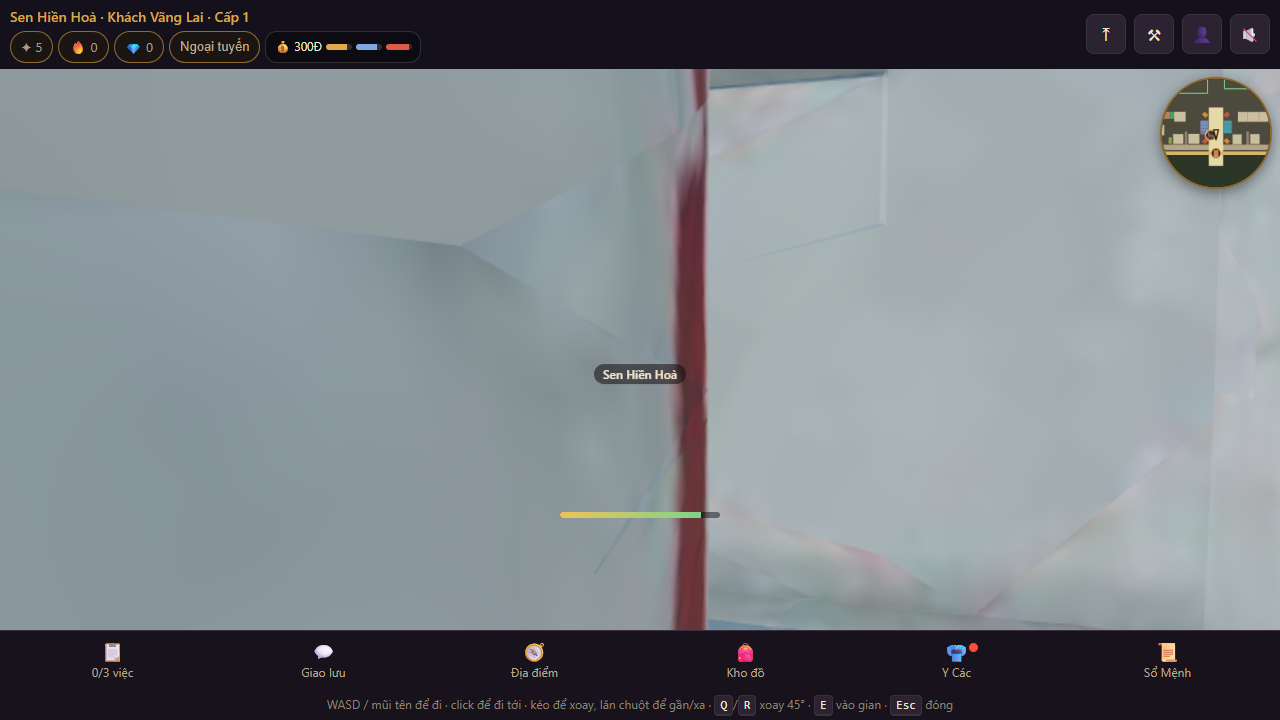 Sen Hiền Hoà · Khách Vãng Lai · Cấp 1
5
0
0
Ngoại tuyến
300Đ
Sen Hiền Hoà
0/3 việc
Giao lưu
Địa điểm
Kho đồ
Y Các
Sổ Mệnh
WASD / mũi tên để đi · click để đi tới · kéo để xoay, lăn chuột để gần/xa · Q / R xoay 45° · E vào gian · Esc đóng